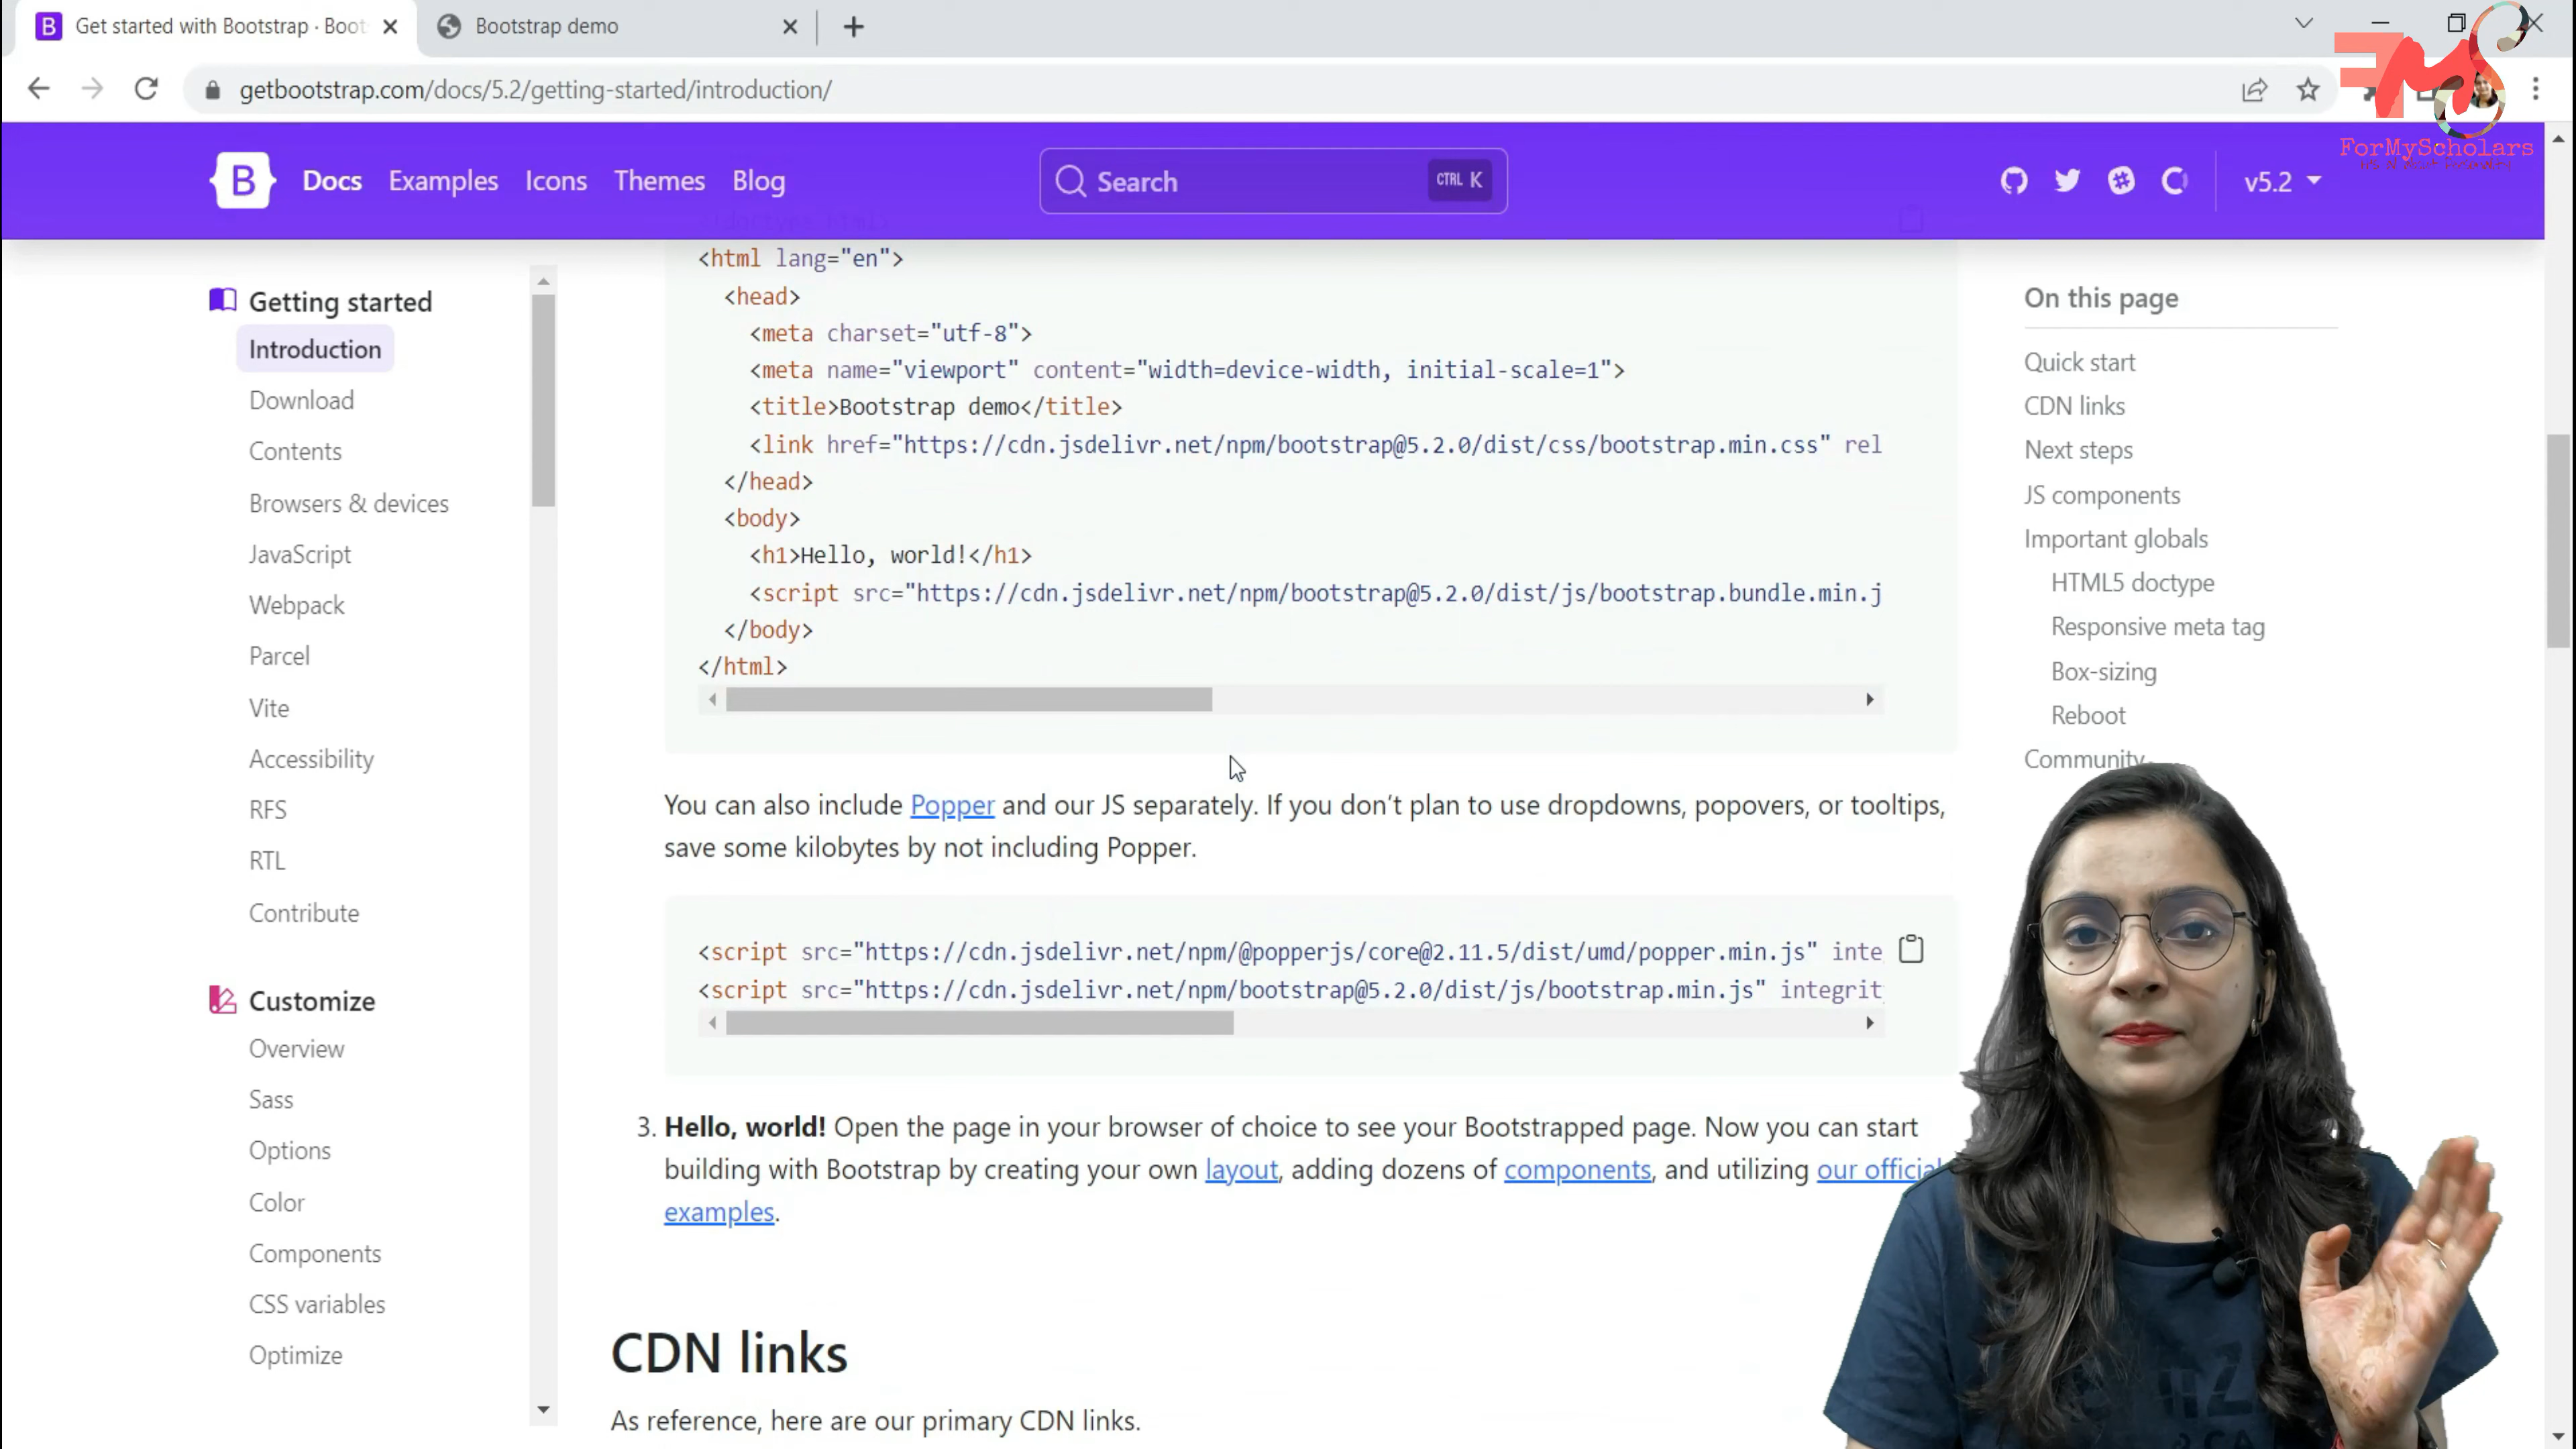 Get started with Bootstrap · Boot
Bootstrap demo
getbootstrap.com/docs/5.2/getting-started/introduction/
ForMyScholars
B Docs Examples Icons Themes Blog
Search CTRL K
v5.2
Getting started
Introduction
Download
Contents
Browsers & devices
JavaScript
Webpack
Parcel
Vite
Accessibility
RFS
RTL
Contribute
Customize
Overview
Sass
Options
Color
Components
CSS variables
Optimize
<html lang="en">
<head>
<meta charset="utf-8">
<meta name="viewport" content="width=device-width, initial-scale=1">
<title>Bootstrap demo</title>
<link href="https://cdn.jsdelivr.net/npm/bootstrap@5.2.0/dist/css/bootstrap.min.css" rel
</head>
<body>
<h1>Hello, world!</h1>
<script src="https://cdn.jsdelivr.net/npm/bootstrap@5.2.0/dist/js/bootstrap.bundle.min.j
</body>
</html>
You can also include Popper and our JS separately. If you don't plan to use dropdowns, popovers, or tooltips,
save some kilobytes by not including Popper.
<script src="https://cdn.jsdelivr.net/npm/@popperjs/core@2.11.5/dist/umd/popper.min.js" inte
<script src="https://cdn.jsdelivr.net/npm/bootstrap@5.2.0/dist/js/bootstrap.min.js" integrit
3. Hello, world! Open the page in your browser of choice to see your Bootstrapped page. Now you can start
building with Bootstrap by creating your own layout, adding dozens of components, and utilizing our official
examples.
CDN links
As reference, here are our primary CDN links.
On this page
Quick start
CDN links
Next steps
JS components
Important globals
HTML5 doctype
Responsive meta tag
Box-sizing
Reboot
Community